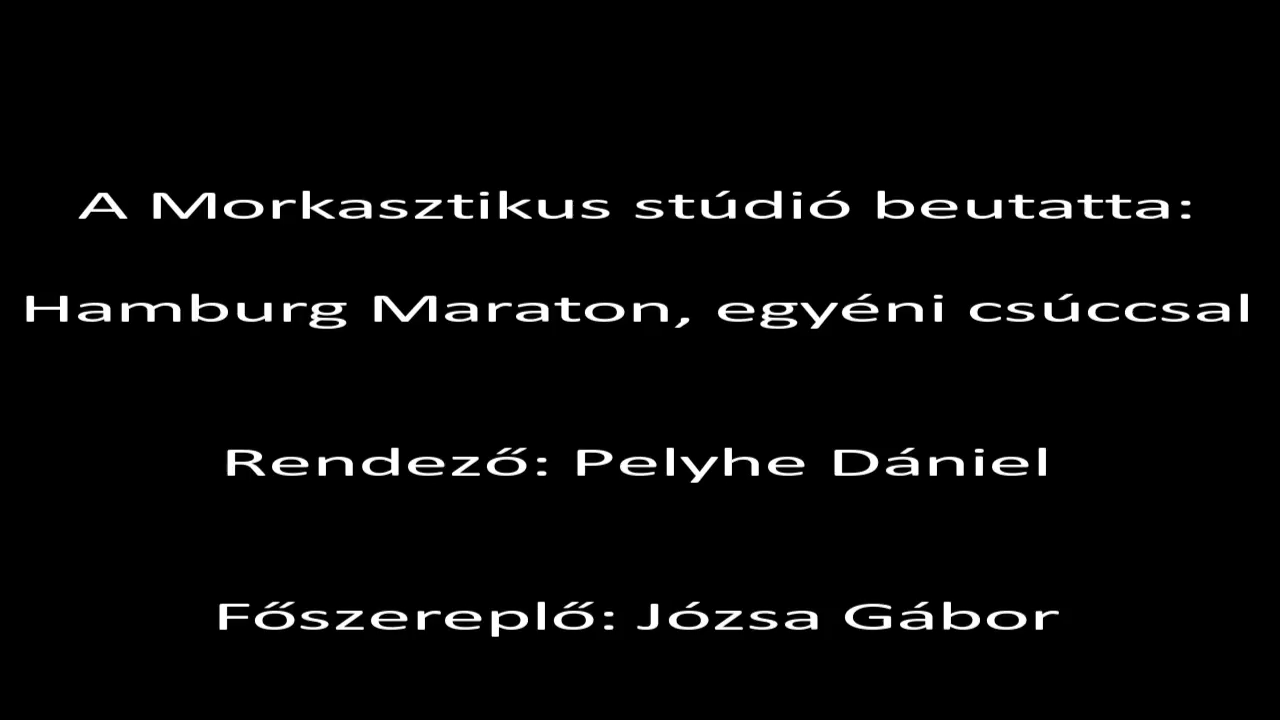 A Morkasztikus stúdió beutatta:
Hamburg Maraton, egyéni csúccsal
Rendező: Pelyhe Dániel
Főszereplő: Józsa Gábor